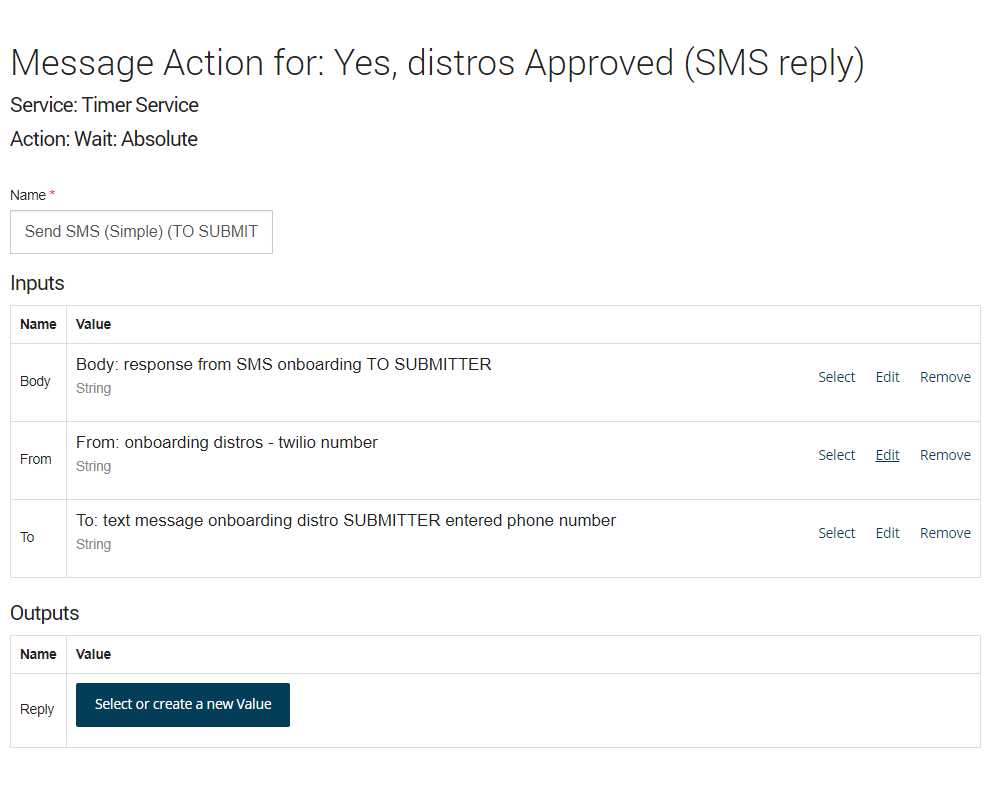 Message Action for: Yes, distros Approved (SMS reply)
Service: Timer Service
Action: Wait: Absolute
Name *
Send SMS (Simple) (TO SUBMIT
Inputs
Name Value
Body: response from SMS onboarding TO SUBMITTER
Body String Select Edit Remove
From: onboarding distros - twilio number
From String Select Edit Remove
To: text message onboarding distro SUBMITTER entered phone number
To String Select Edit Remove
Outputs
Name Value
Reply Select or create a new Value